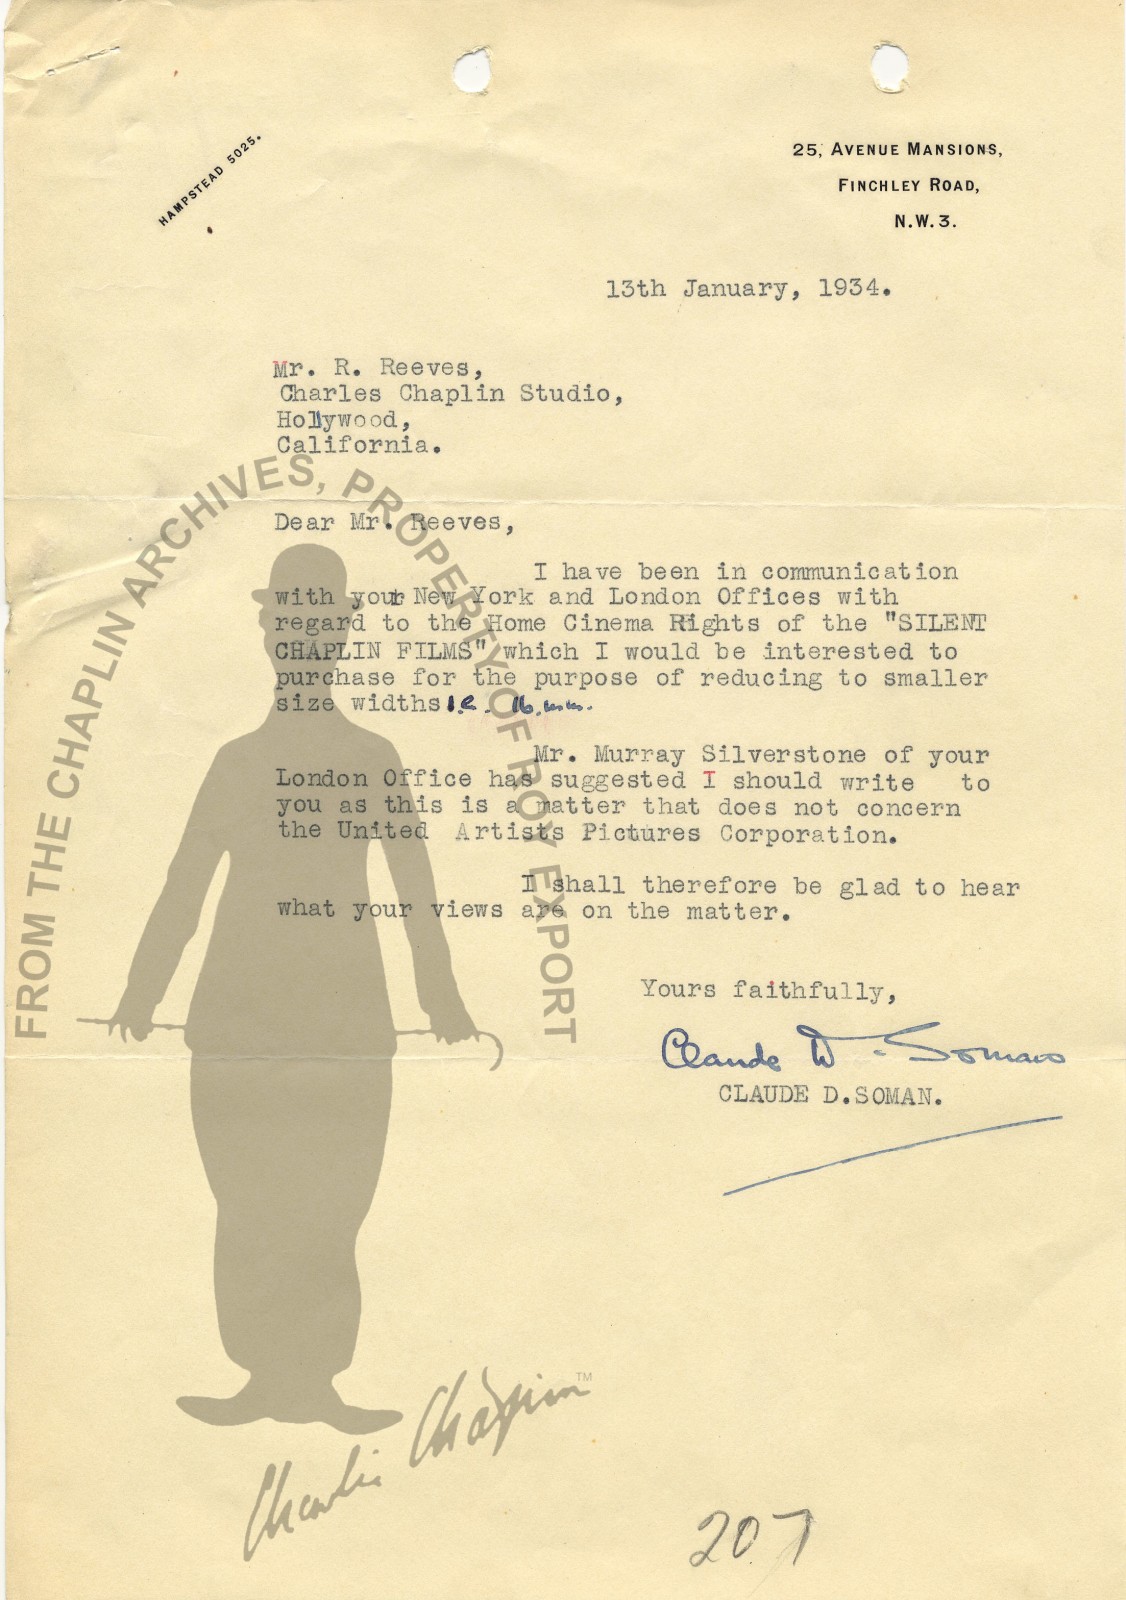 HAMPSTEAD 5025.
25, AVENUE MANSIONS,
FINCHLEY ROAD,
N.W.3.
13th January, 1934.
Mr. R. Reeves,
Charles Chaplin Studio,
Hollywood,
California.
Dear Mr. Reeves,
I have been in communication
with your New York and London Offices with
regard to the Home Cinema Rights of the "SILENT
CHAPLIN FILMS" which I would be interested to
purchase for the purpose of reducing to smaller
size widths i.e. 16.mm.
Mr. Murray Silverstone of your
London Office has suggested I should write to
you as this is a matter that does not concern
the United Artists Pictures Corporation.
I shall therefore be glad to hear
what your views are on the matter.
Yours faithfully,
Claude D. Soman
CLAUDE D.SOMAN.
207
FROM THE CHAPLIN ARCHIVES, PROPERTY OF ROY EXPORT
Charlie Chaplin TM